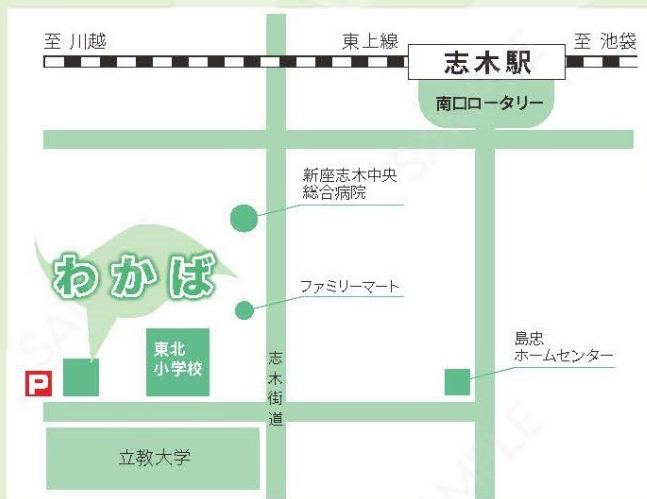 至 川越
東上線
志木駅
至 池袋
南口ロータリー
新座志木中央
総合病院
わかば
ファミリーマート
東北
小学校
志木街道
島忠
ホームセンター
P
立教大学
SAMPLE
SAMPLE
SAMPLE